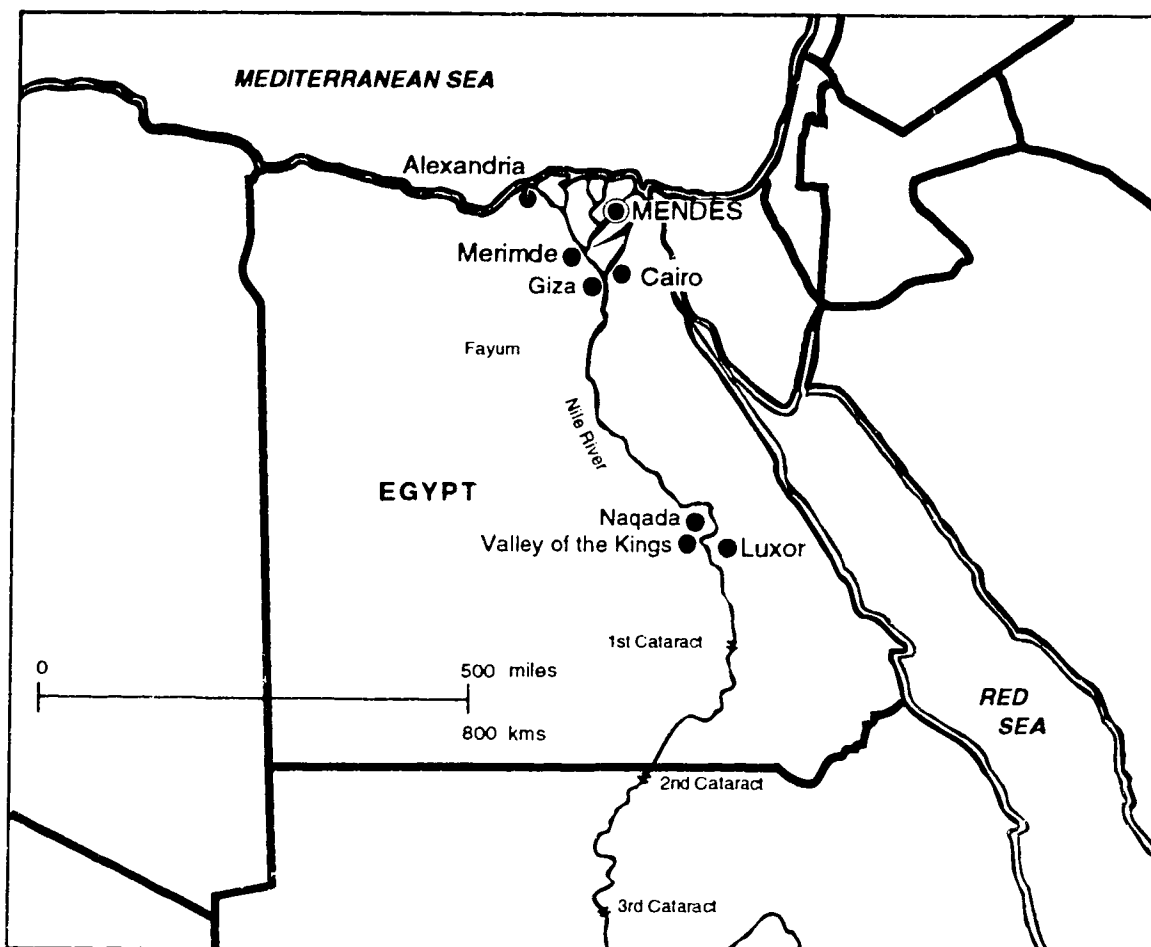 MEDITERRANEAN SEA
Alexandria
MENDES
Merimde
Cairo
Giza
Fayum
Nile River
EGYPT
Naqada
Valley of the Kings
Luxor
1st Cataract
0
500 miles
800 kms
RED
SEA
2nd Cataract
3rd Cataract